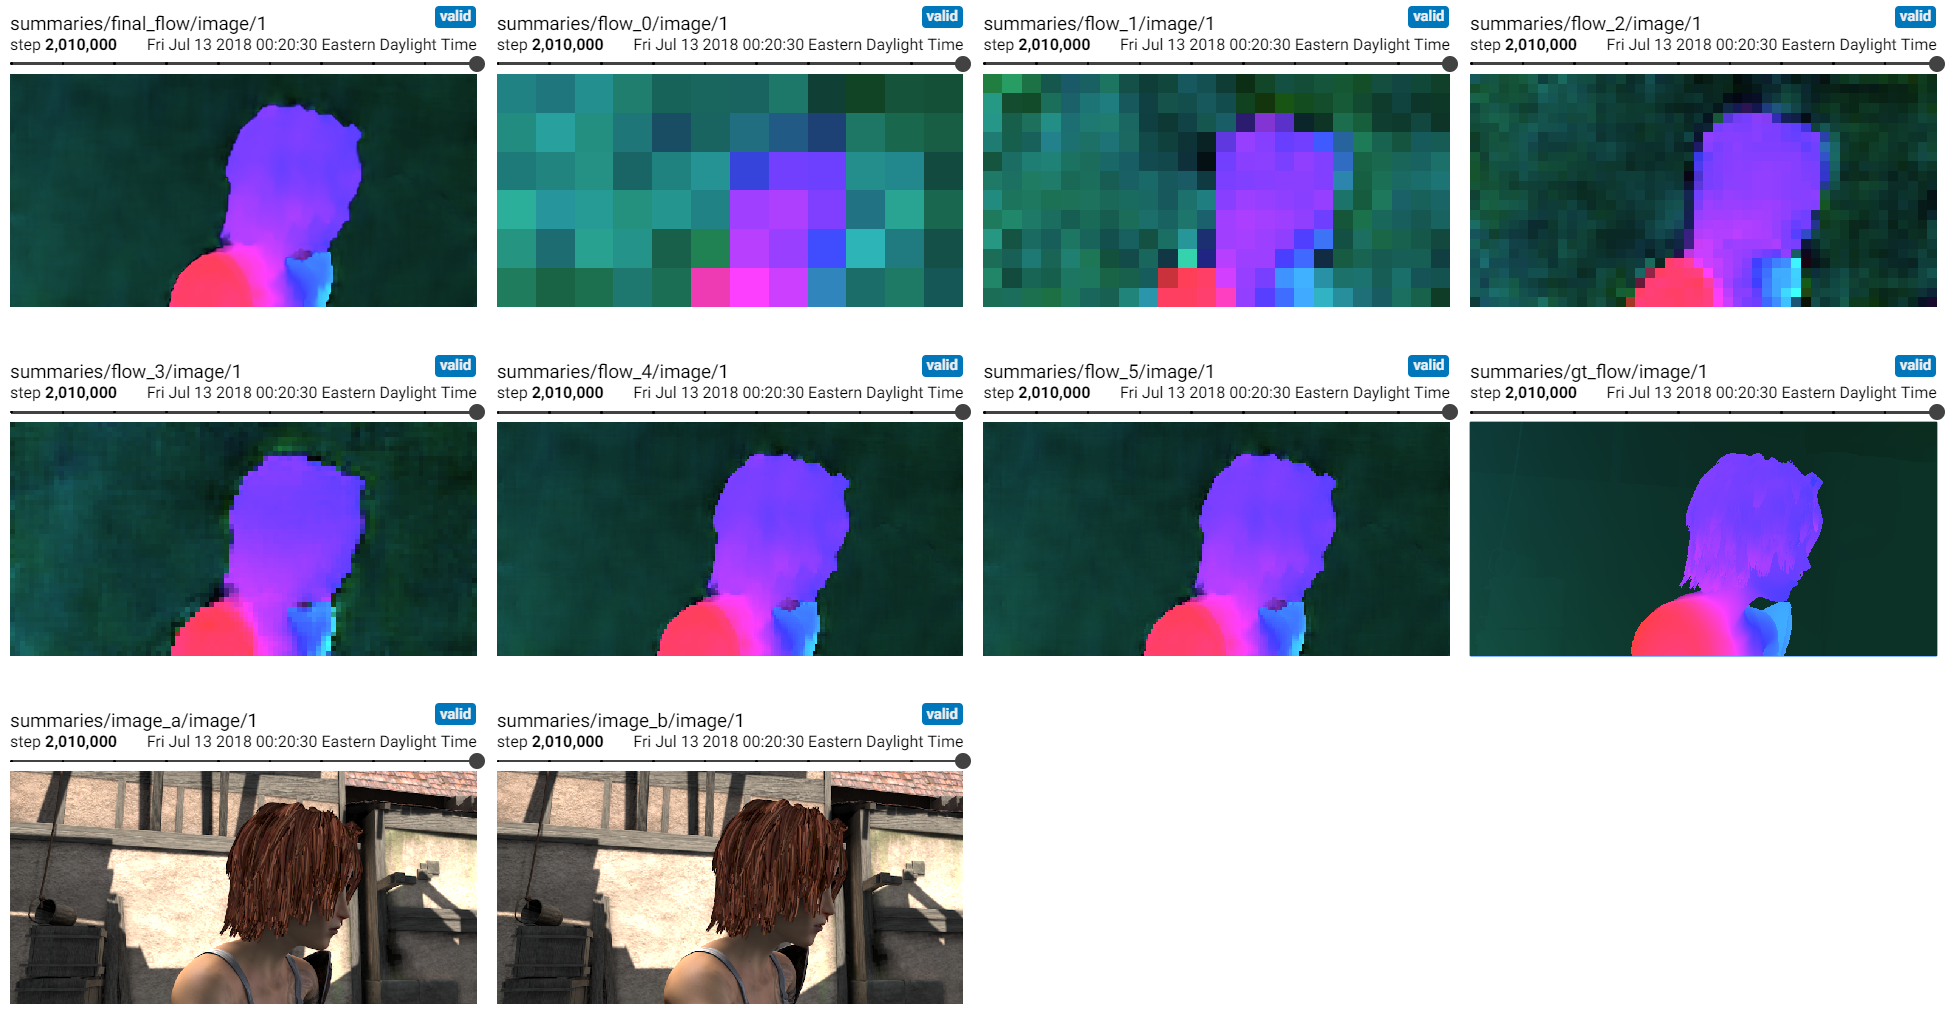 summaries/final_flow/image/1 valid
step 2,010,000 Fri Jul 13 2018 00:20:30 Eastern Daylight Time
summaries/flow_0/image/1 valid
step 2,010,000 Fri Jul 13 2018 00:20:30 Eastern Daylight Time
summaries/flow_1/image/1 valid
step 2,010,000 Fri Jul 13 2018 00:20:30 Eastern Daylight Time
summaries/flow_2/image/1 valid
step 2,010,000 Fri Jul 13 2018 00:20:30 Eastern Daylight Time
summaries/flow_3/image/1 valid
step 2,010,000 Fri Jul 13 2018 00:20:30 Eastern Daylight Time
summaries/flow_4/image/1 valid
step 2,010,000 Fri Jul 13 2018 00:20:30 Eastern Daylight Time
summaries/flow_5/image/1 valid
step 2,010,000 Fri Jul 13 2018 00:20:30 Eastern Daylight Time
summaries/gt_flow/image/1 valid
step 2,010,000 Fri Jul 13 2018 00:20:30 Eastern Daylight Time
summaries/image_a/image/1 valid
step 2,010,000 Fri Jul 13 2018 00:20:30 Eastern Daylight Time
summaries/image_b/image/1 valid
step 2,010,000 Fri Jul 13 2018 00:20:30 Eastern Daylight Time